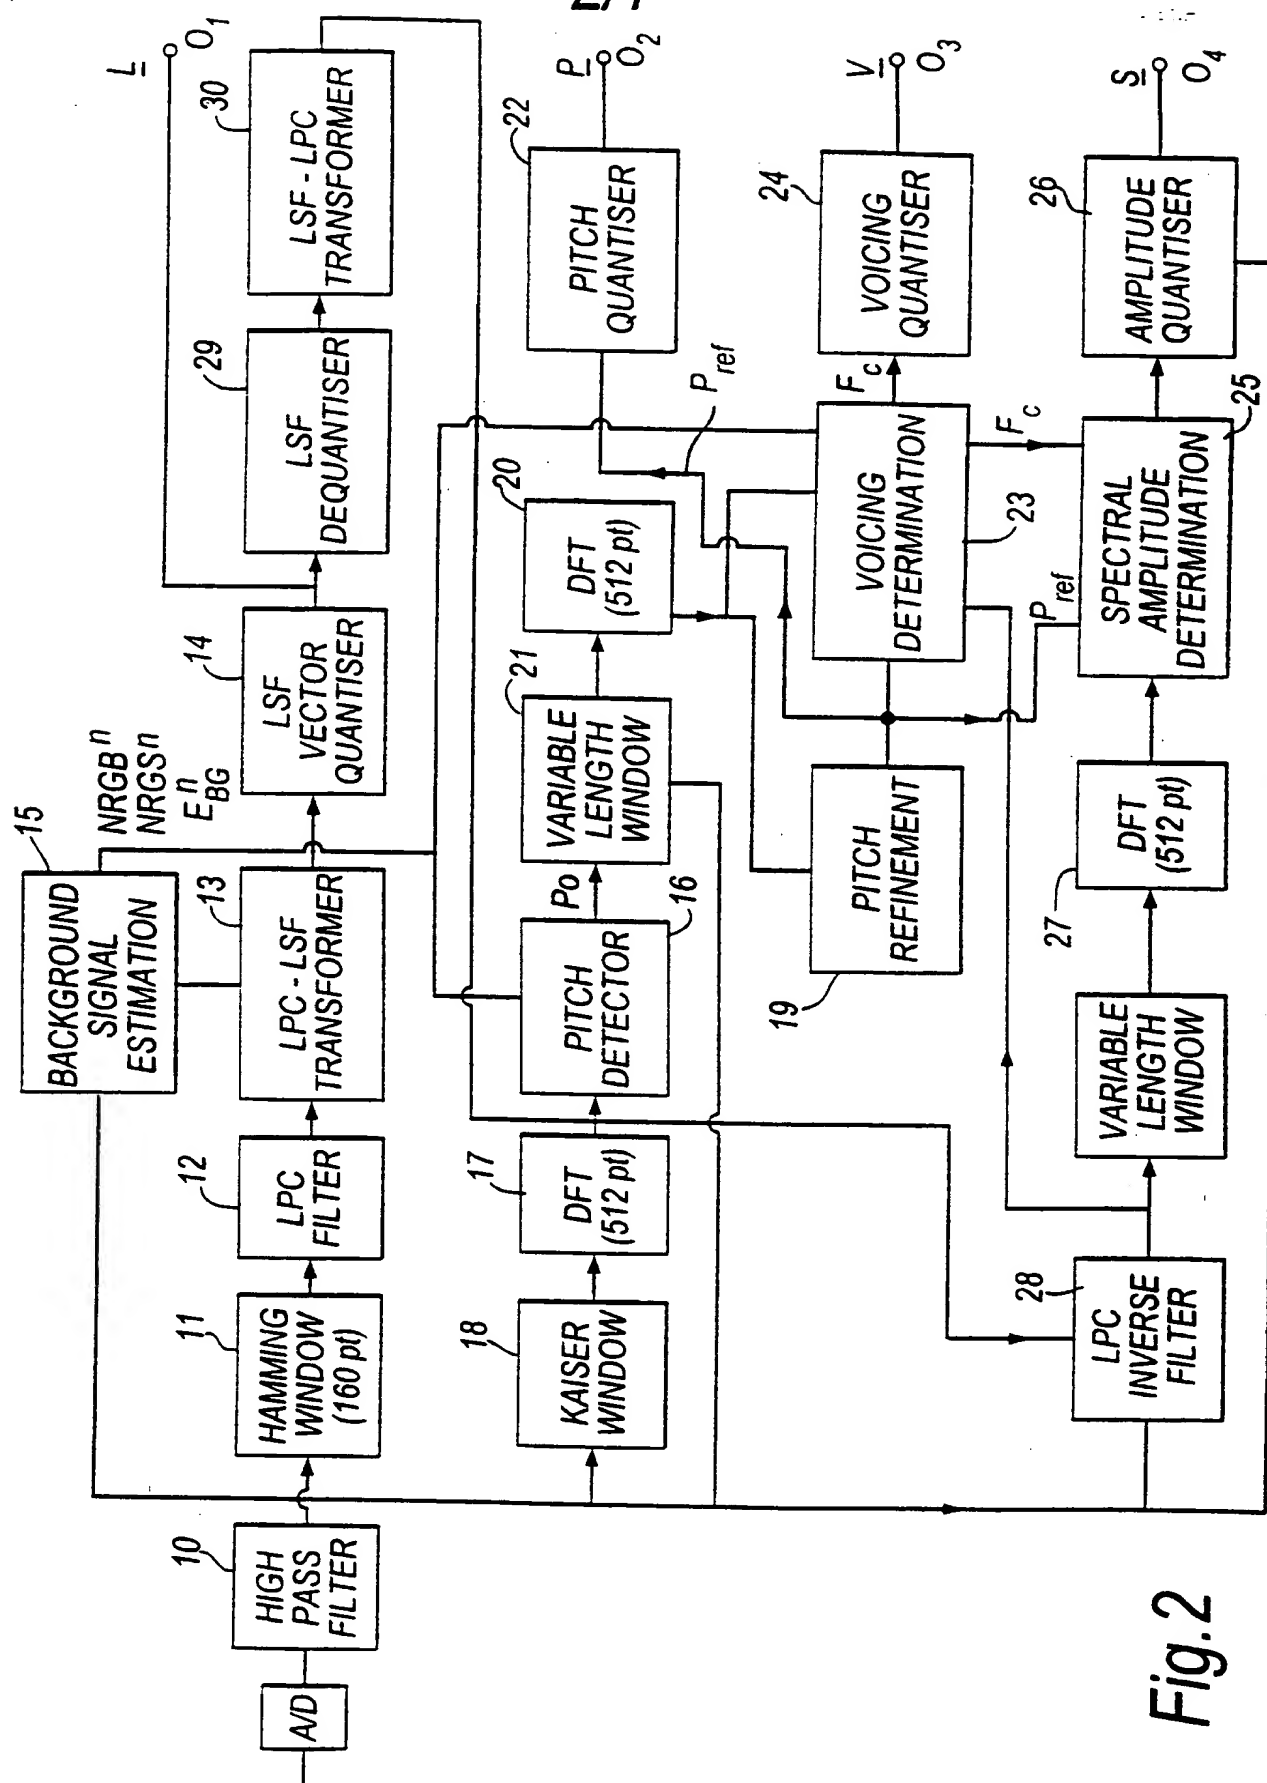 A/D
10
HIGH
PASS
FILTER
11
HAMMING
WINDOW
(160 pt)
12
LPC
FILTER
13
LPC - LSF
TRANSFORMER
14
LSF
VECTOR
QUANTISER
29
LSF
DEQUANTISER
30
LSF - LPC
TRANSFORMER
L
O1
15
BACKGROUND
SIGNAL
ESTIMATION
NRGB^n
NRGS^n
E^n_BG
18
KAISER
WINDOW
17
DFT
(512 pt)
16
PITCH
DETECTOR
Po
21
VARIABLE
LENGTH
WINDOW
20
DFT
(512 pt)
22
PITCH
QUANTISER
P
O2
P_ref
19
PITCH
REFINEMENT
23
VOICING
DETERMINATION
F_c
24
VOICING
QUANTISER
V
O3
28
LPC
INVERSE
FILTER
VARIABLE
LENGTH
WINDOW
27
DFT
(512 pt)
P_ref
F_c
25
SPECTRAL
AMPLITUDE
DETERMINATION
26
AMPLITUDE
QUANTISER
S
O4
Fig.2